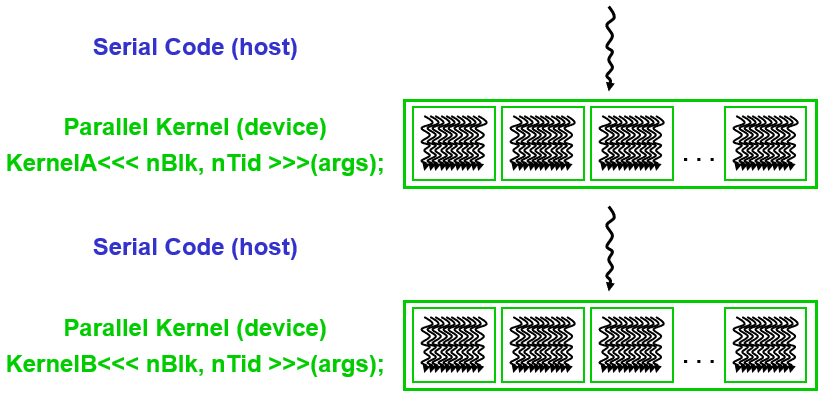 Serial Code (host)
Parallel Kernel (device)
KernelA<<< nBlk, nTid >>>(args);
. . .
Serial Code (host)
Parallel Kernel (device)
KernelB<<< nBlk, nTid >>>(args);
. . .